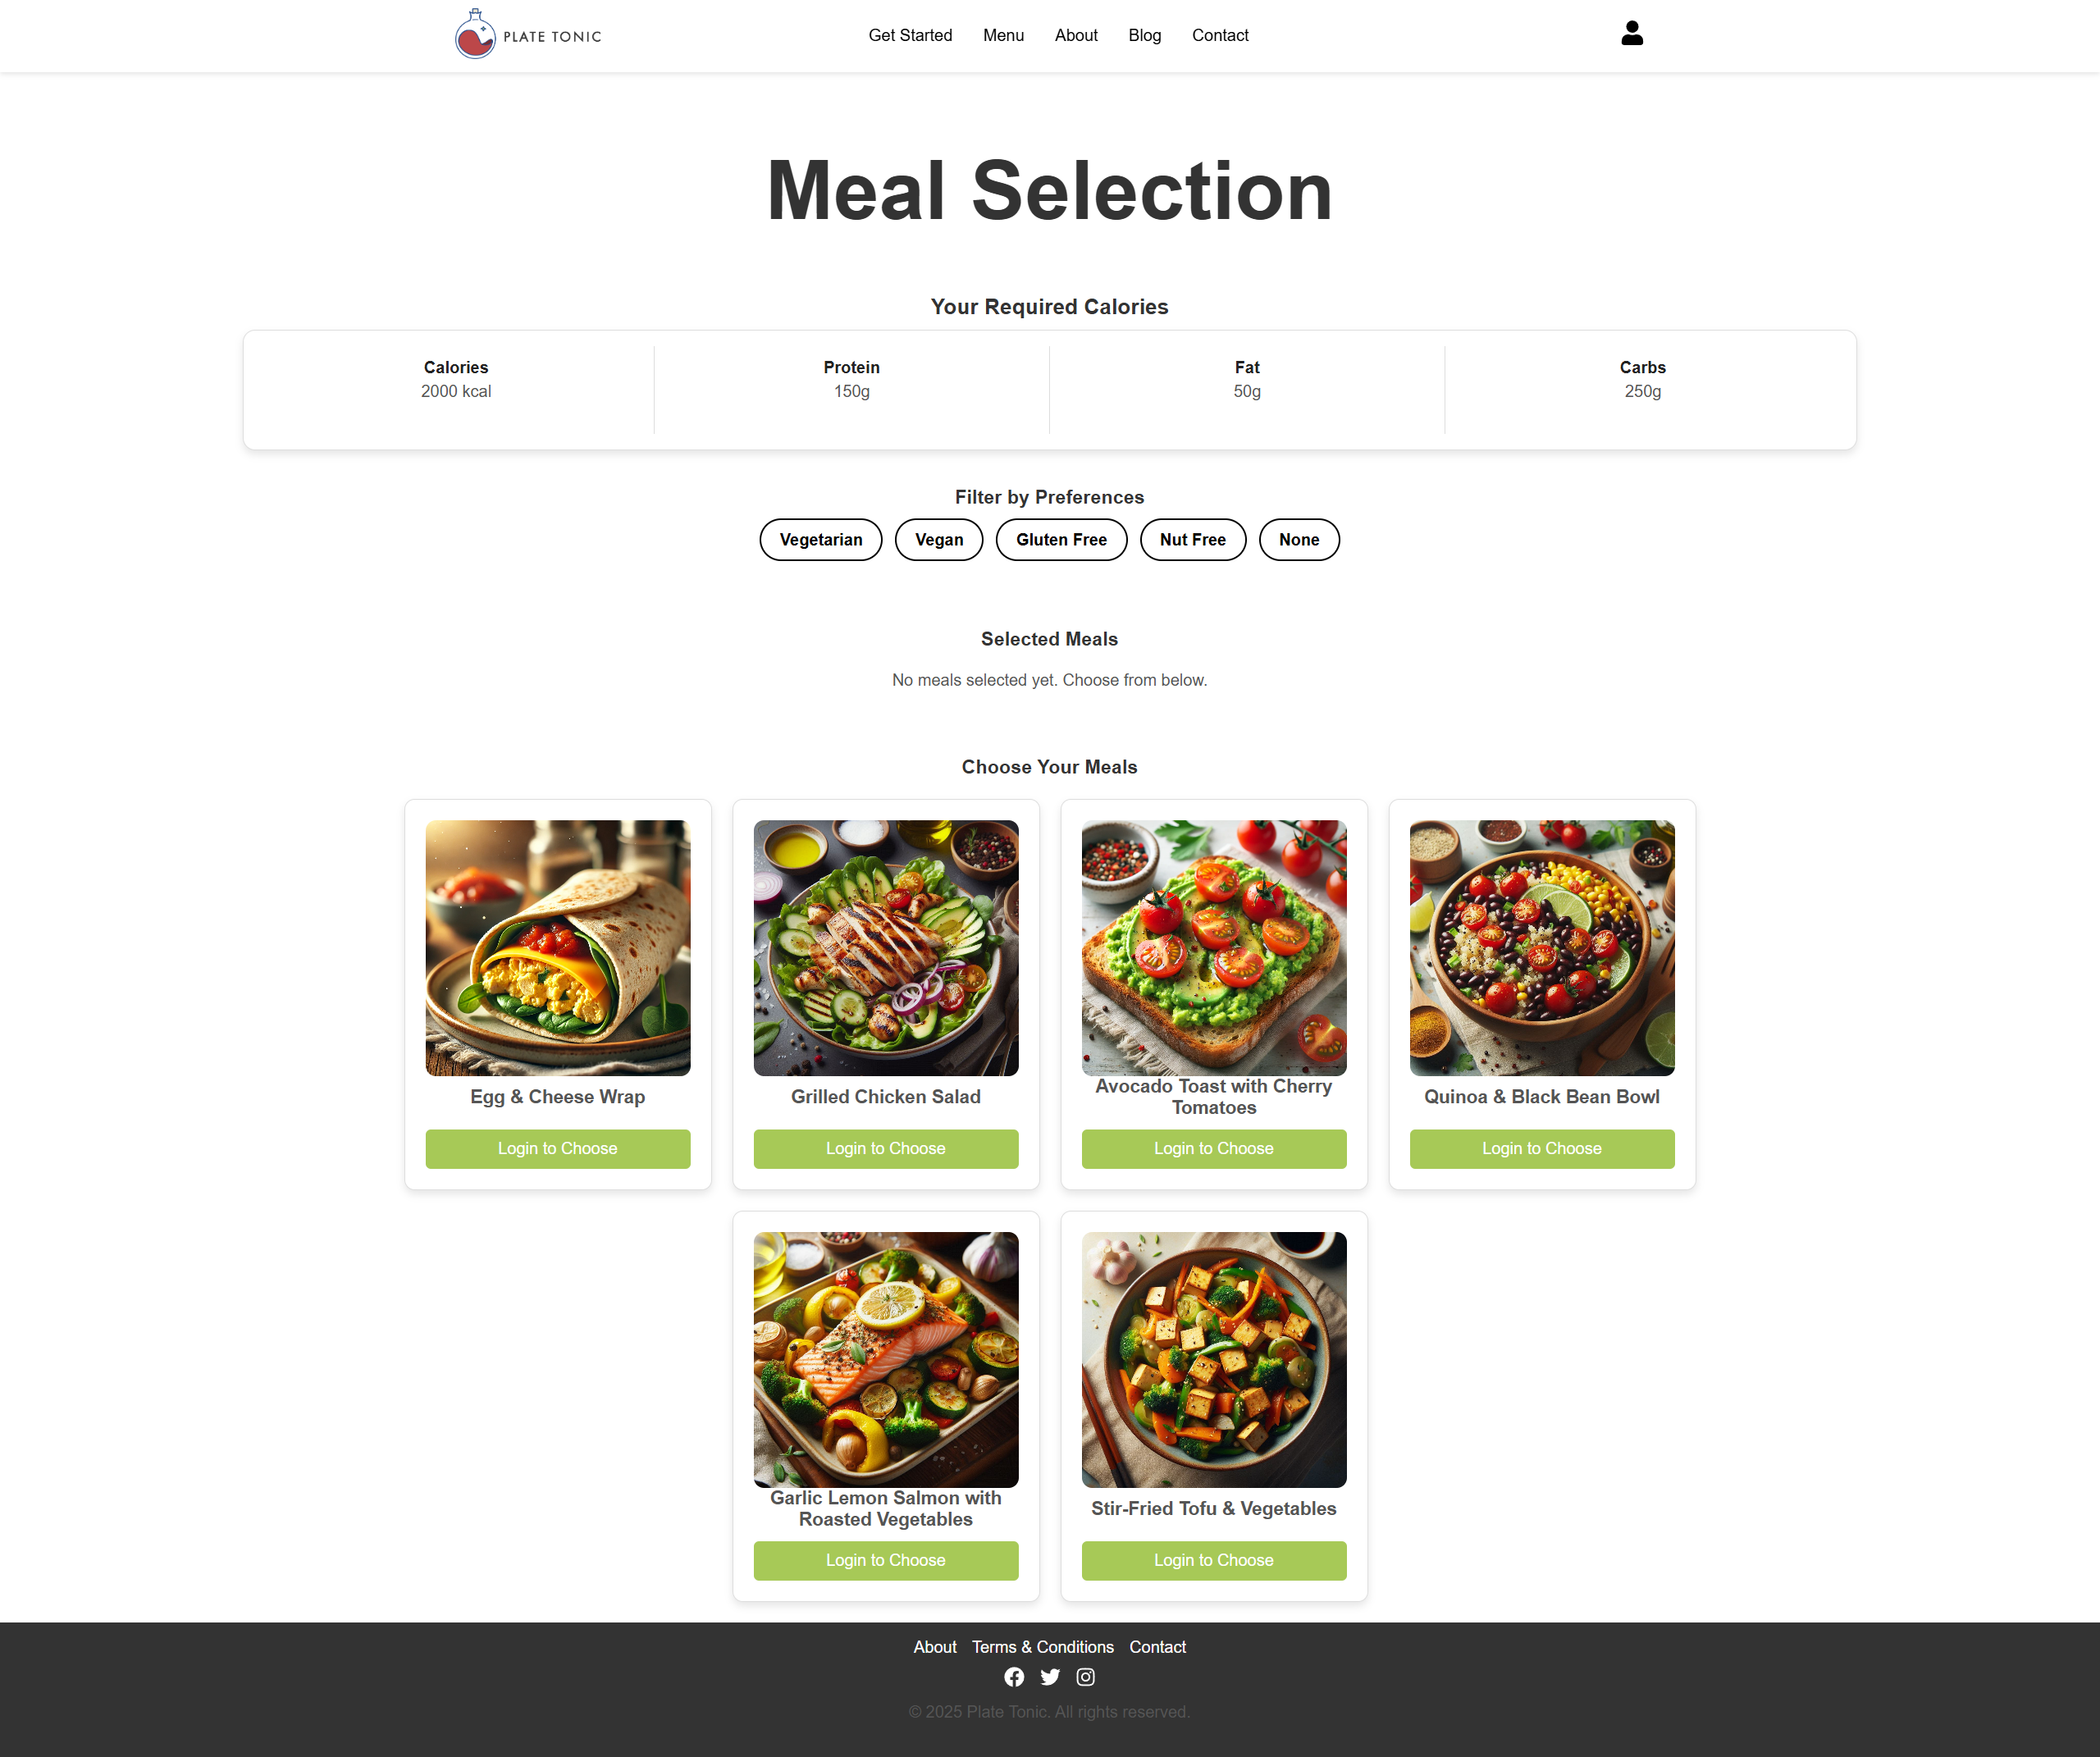 PLATE TONIC
Get Started Menu About Blog Contact
Meal Selection
Your Required Calories
Calories Protein Fat Carbs
2000 kcal 150g 50g 250g
Filter by Preferences
Vegetarian Vegan Gluten Free Nut Free None
Selected Meals
No meals selected yet. Choose from below.
Choose Your Meals
Egg & Cheese Wrap
Login to Choose
Grilled Chicken Salad
Login to Choose
Avocado Toast with Cherry
Tomatoes
Login to Choose
Quinoa & Black Bean Bowl
Login to Choose
Garlic Lemon Salmon with
Roasted Vegetables
Login to Choose
Stir-Fried Tofu & Vegetables
Login to Choose
About Terms & Conditions Contact
© 2025 Plate Tonic. All rights reserved.